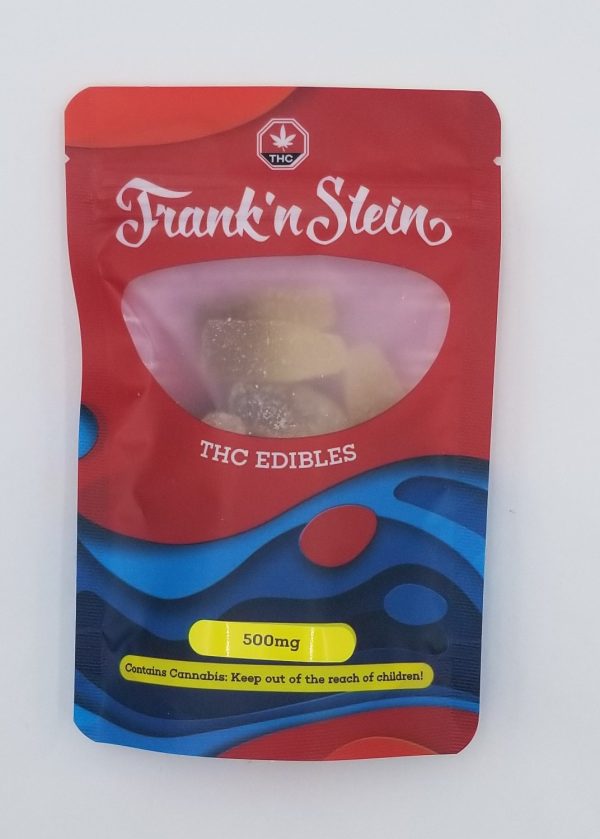 THC
Frank'n Stein
THC EDIBLES
500mg
Contains Cannabis: Keep out of the reach of children!